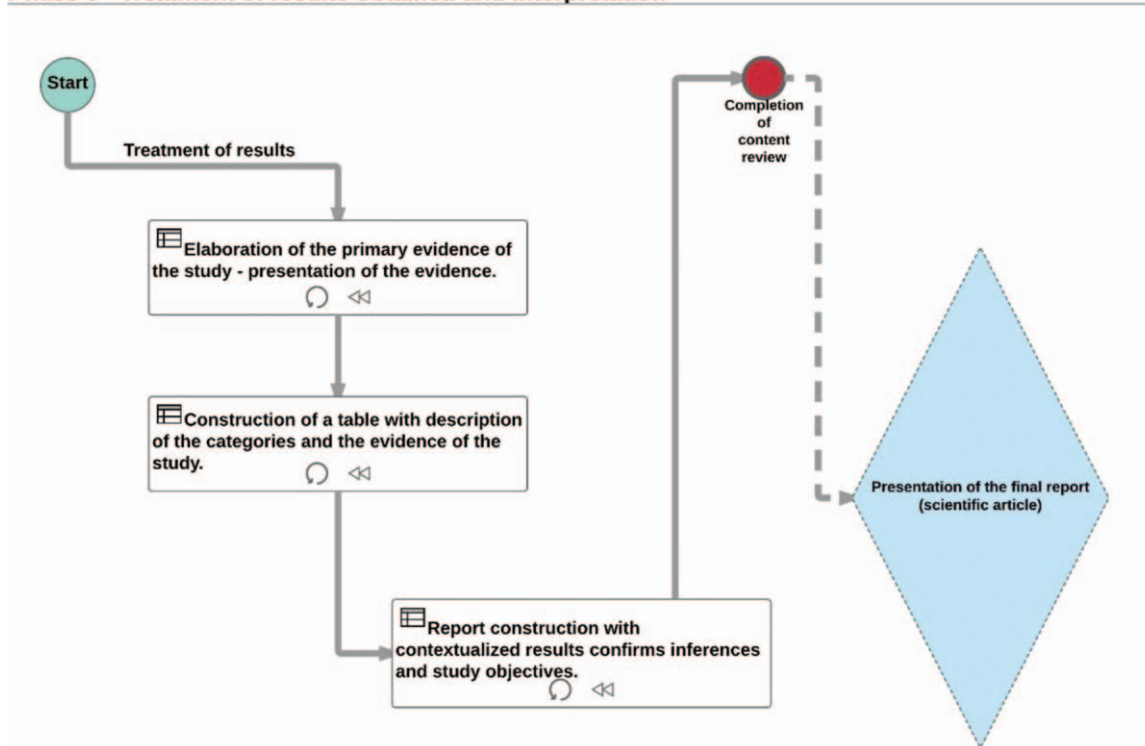 Start
Treatment of results
Elaboration of the primary evidence of
the study - presentation of the evidence.
Construction of a table with description
of the categories and the evidence of the
study.
Report construction with
contextualized results confirms inferences
and study objectives.
Completion
of
content
review
Presentation of the final report
(scientific article)